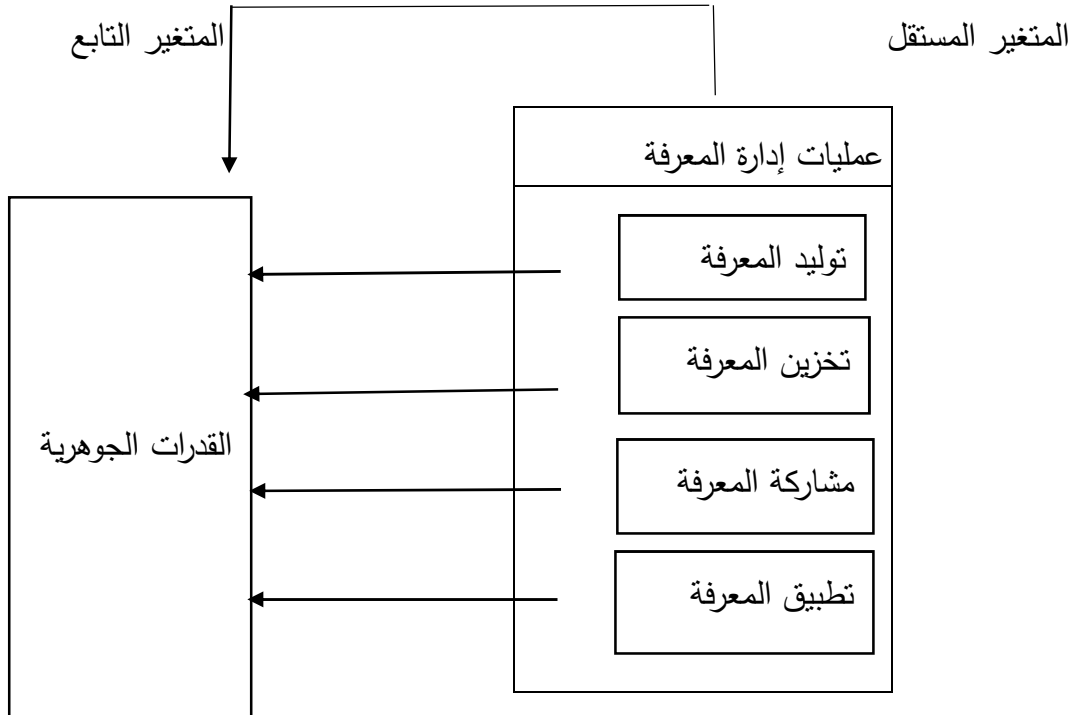 المتغير المستقل
المتغير التابع
عمليات إدارة المعرفة
توليد المعرفة
تخزين المعرفة
مشاركة المعرفة
تطبيق المعرفة
القدرات الجوهرية